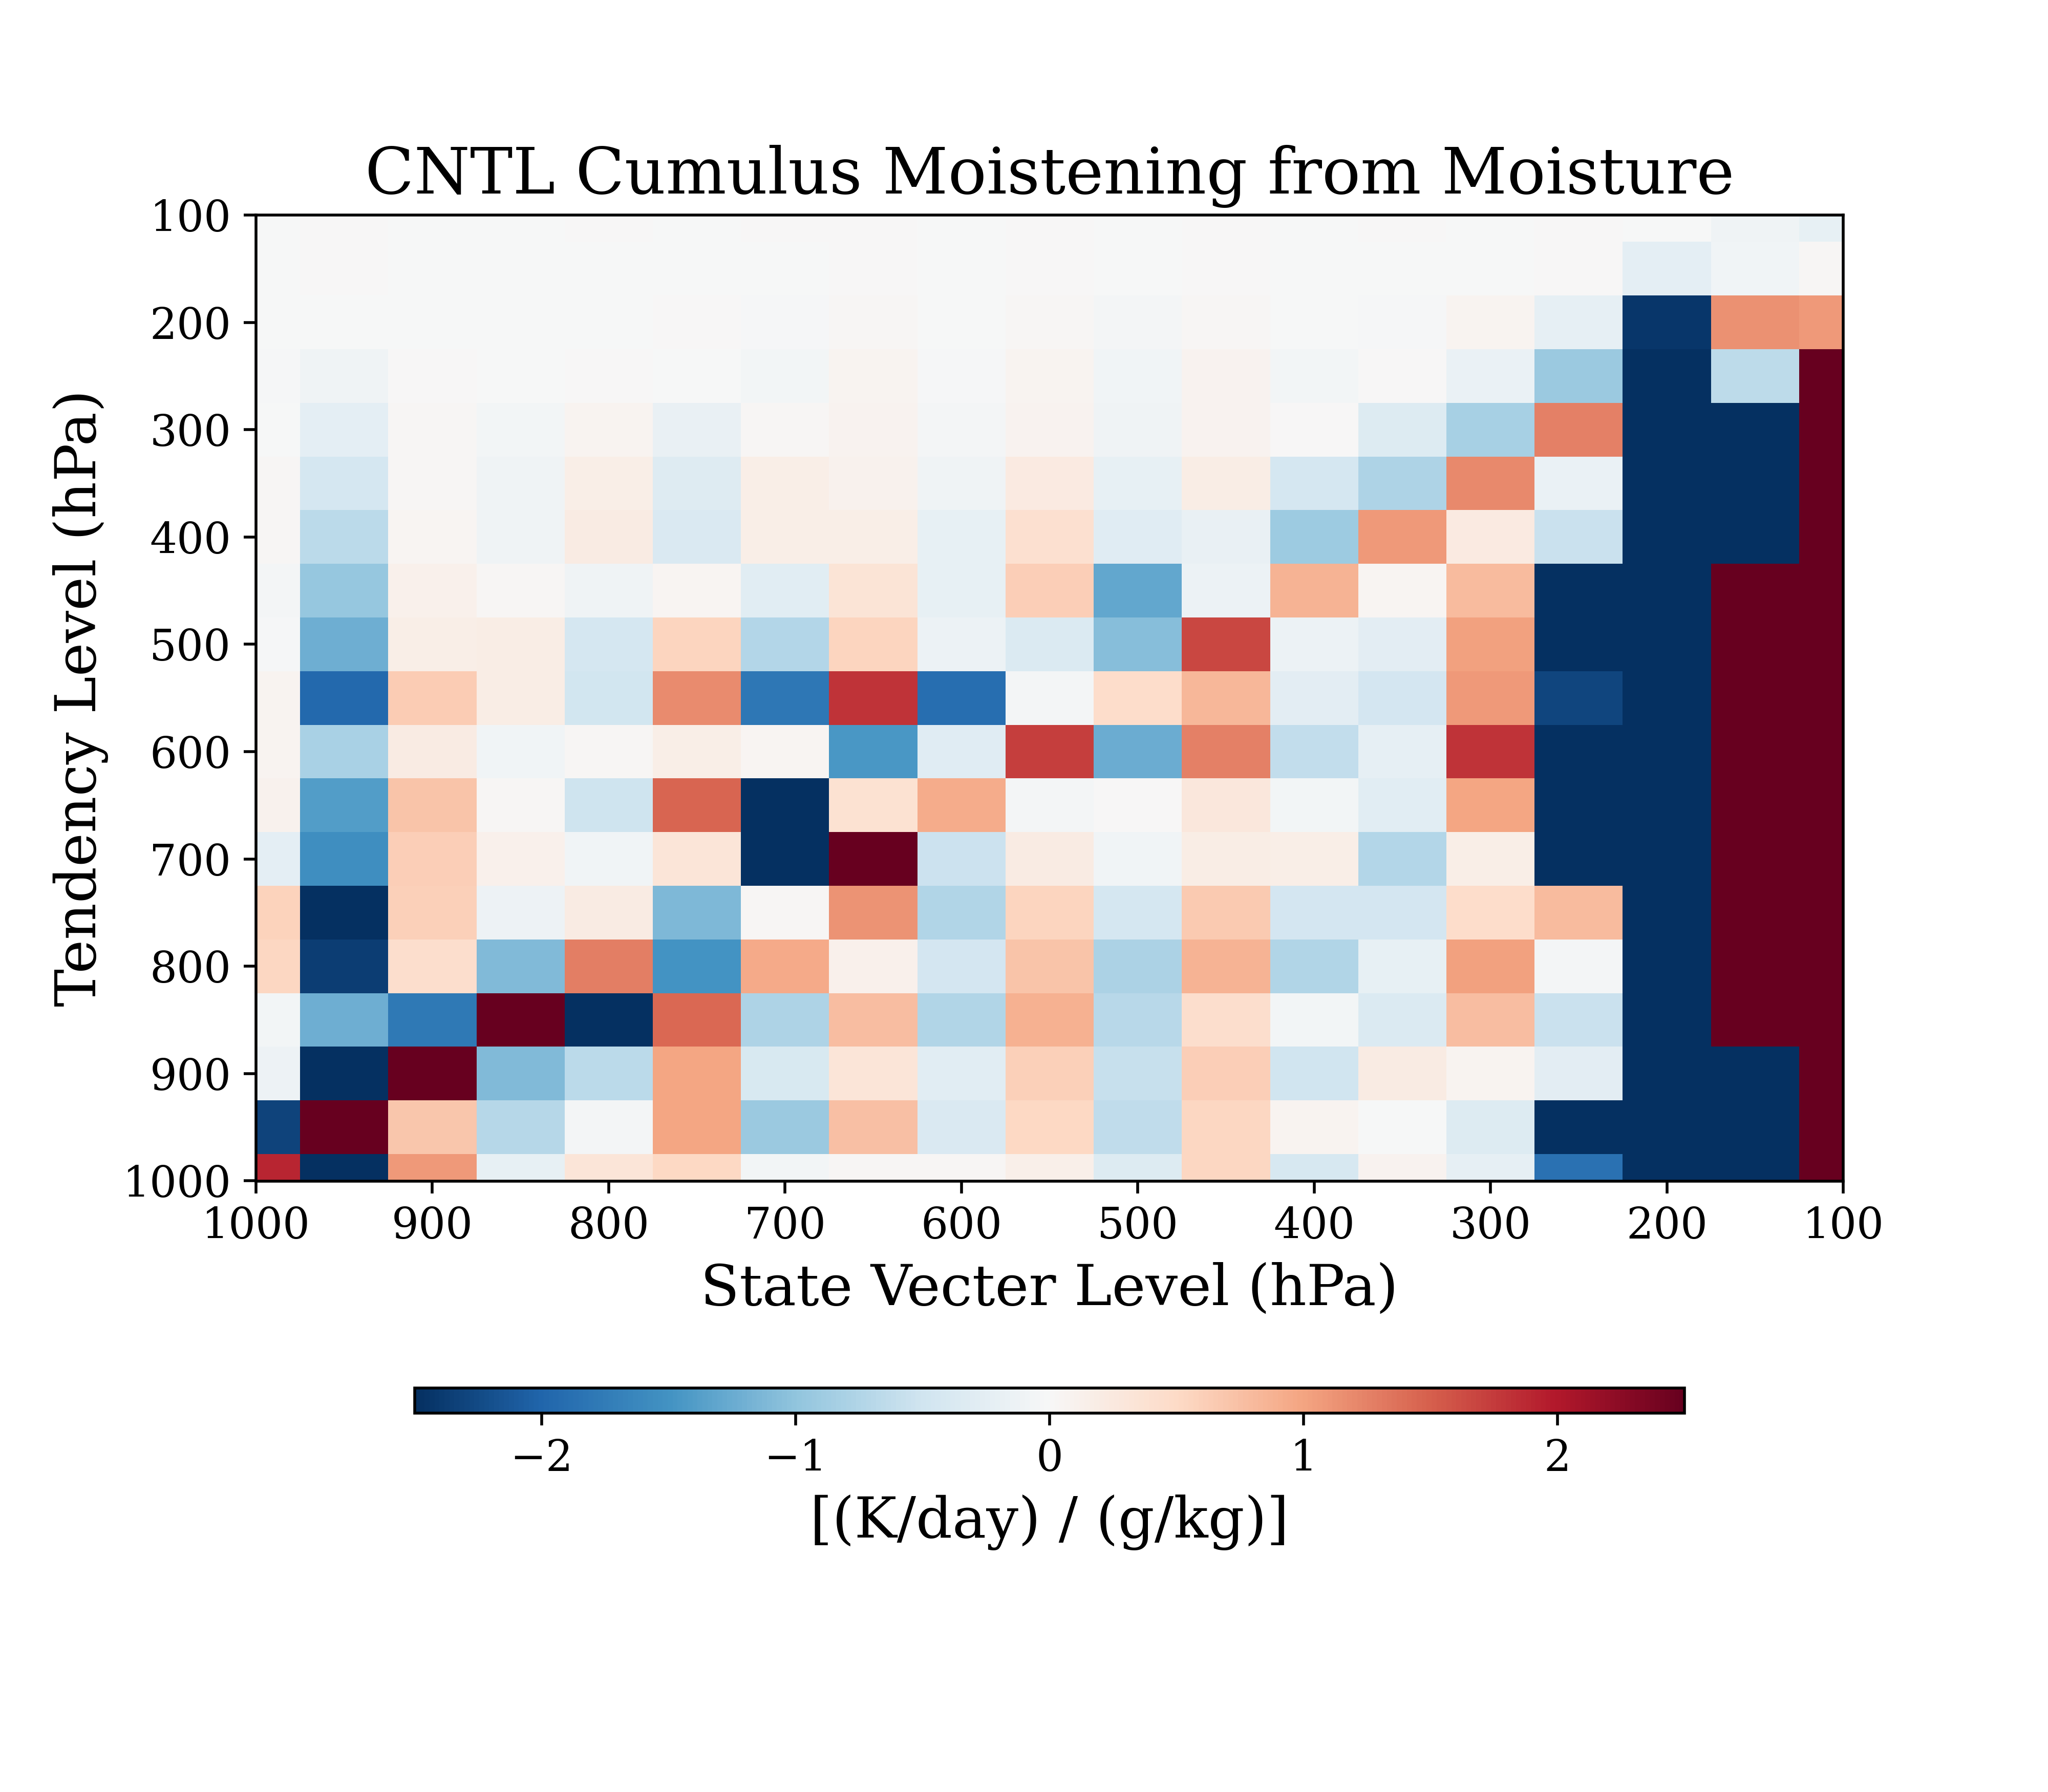 CNTL Cumulus Moistening from Moisture
Tendency Level (hPa)
100
200
300
400
500
600
700
800
900
1000
1000 900 800 700 600 500 400 300 200 100
State Vecter Level (hPa)
−2 −1 0 1 2
[(K/day) / (g/kg)]